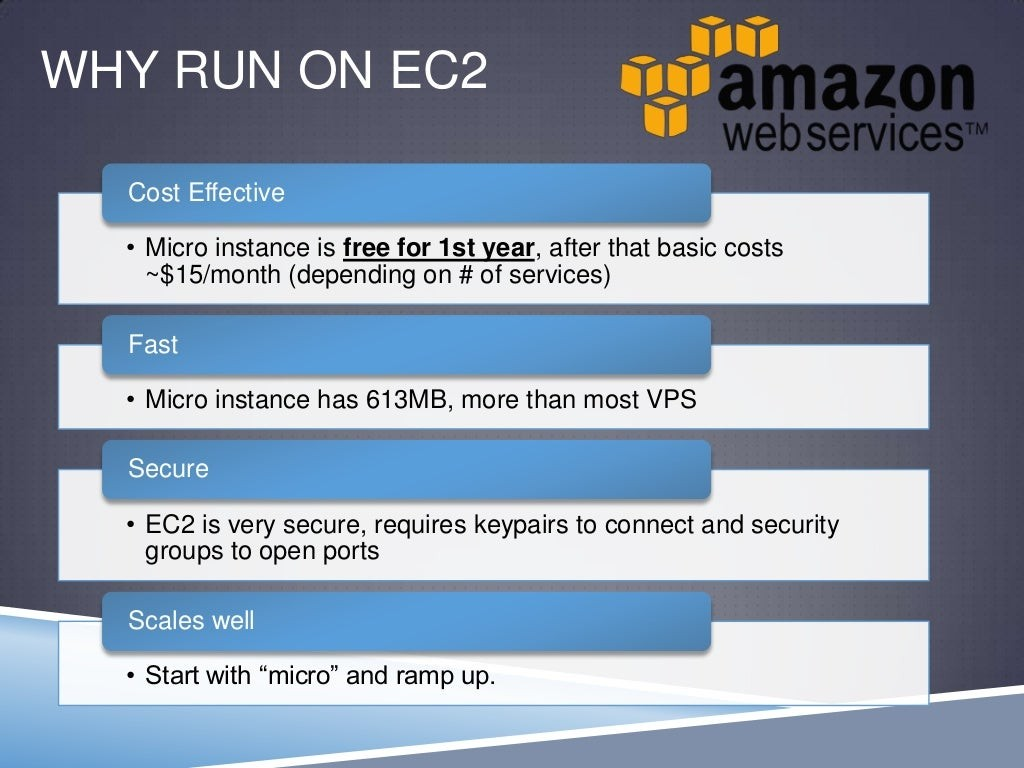 WHY RUN ON EC2
amazon
webservices™
Cost Effective
• Micro instance is free for 1st year, after that basic costs
~$15/month (depending on # of services)
Fast
• Micro instance has 613MB, more than most VPS
Secure
• EC2 is very secure, requires keypairs to connect and security
groups to open ports
Scales well
• Start with “micro” and ramp up.